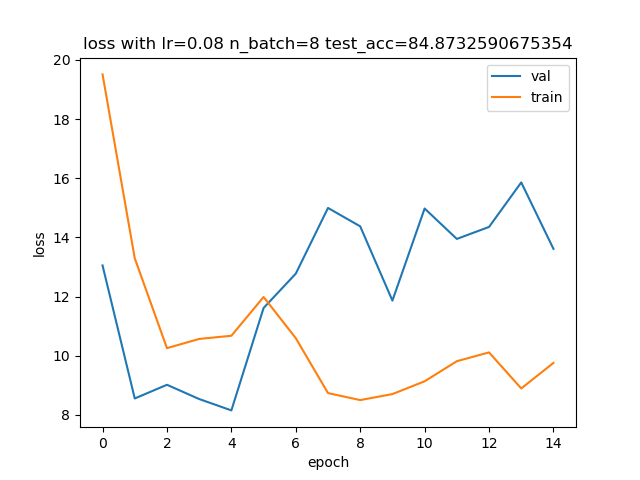 loss with lr=0.08 n_batch=8 test_acc=84.8732590675354
val
train
loss
20
18
16
14
12
10
8
0 2 4 6 8 10 12 14
epoch